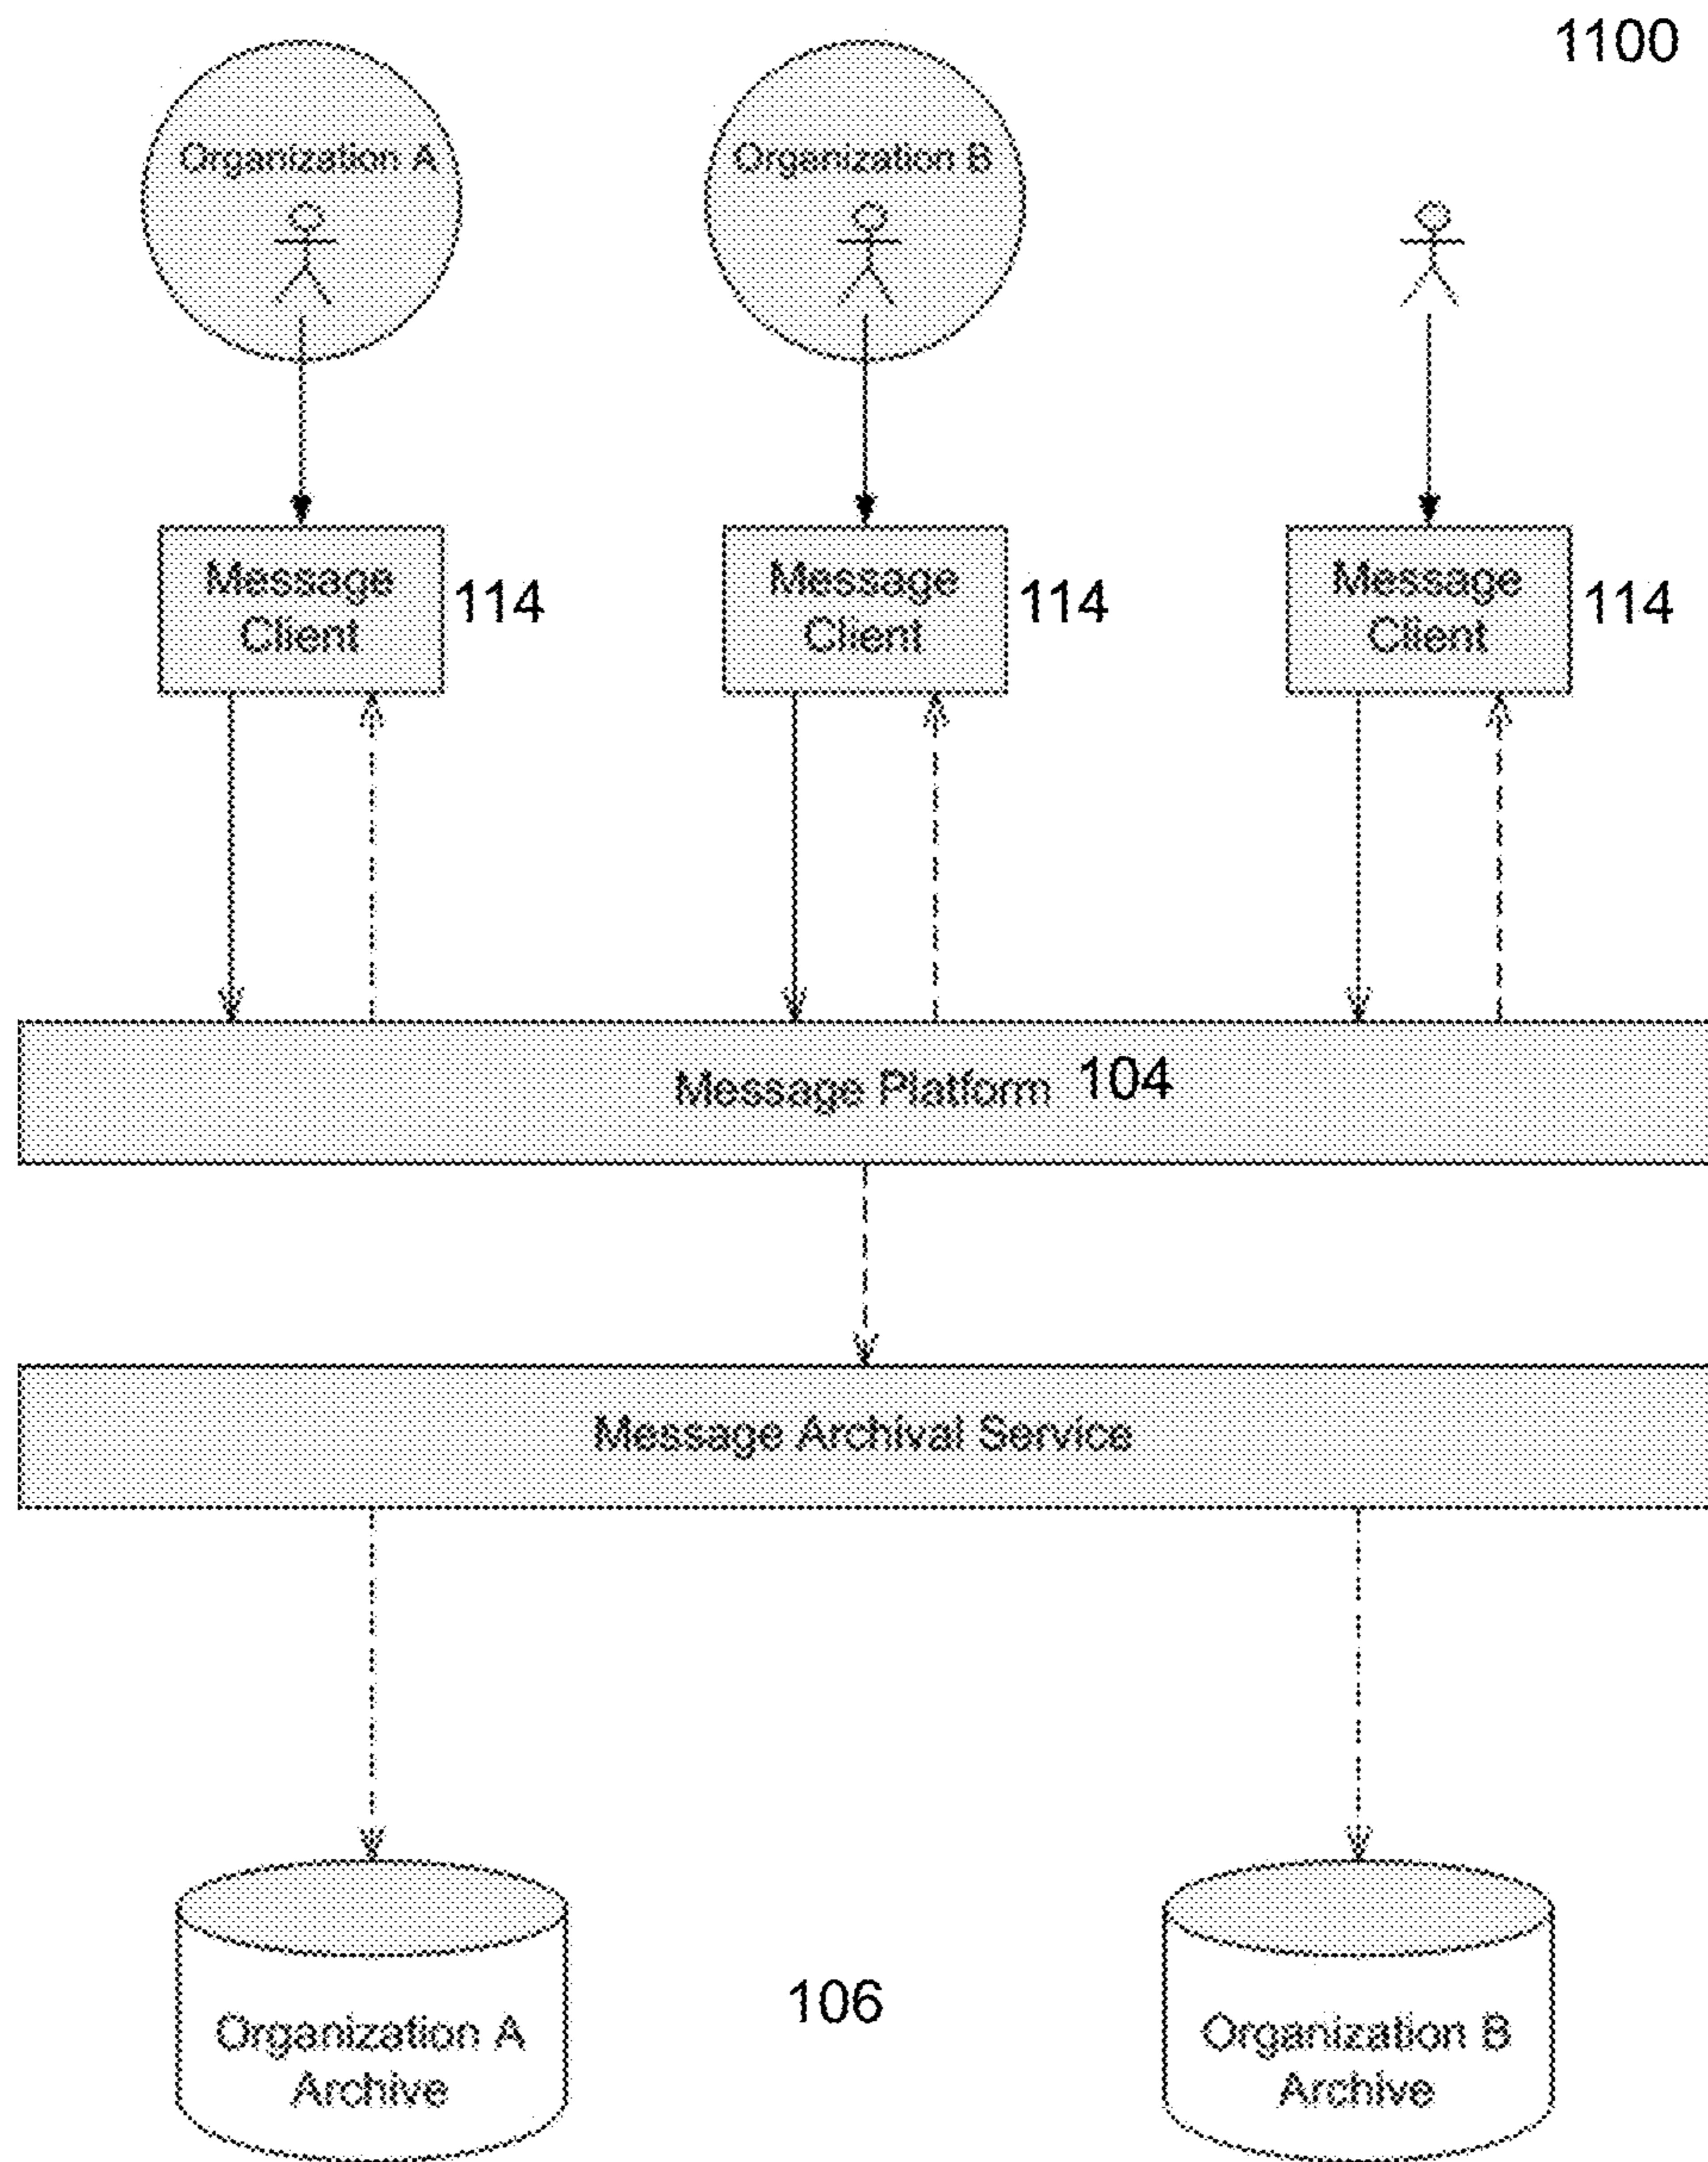 1100
Organization A
Organization B
Message
Client
114
Message
Client
114
Message
Client
114
Message Platform 104
Message Archival Service
106
Organization A
Archive
Organization B
Archive